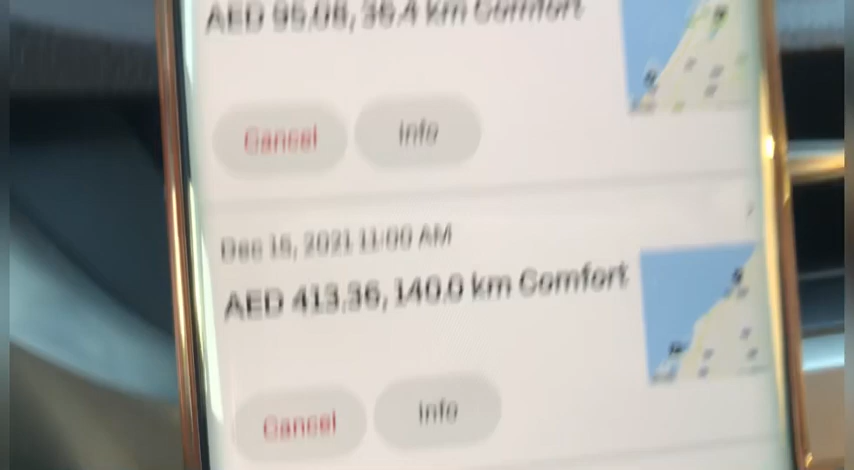 AED 95.08, 36.4 km Comfort
Cancel
Info
Dec 15, 2021 11:00 AM
AED 413.36, 140.0 km Comfort
Cancel
Info